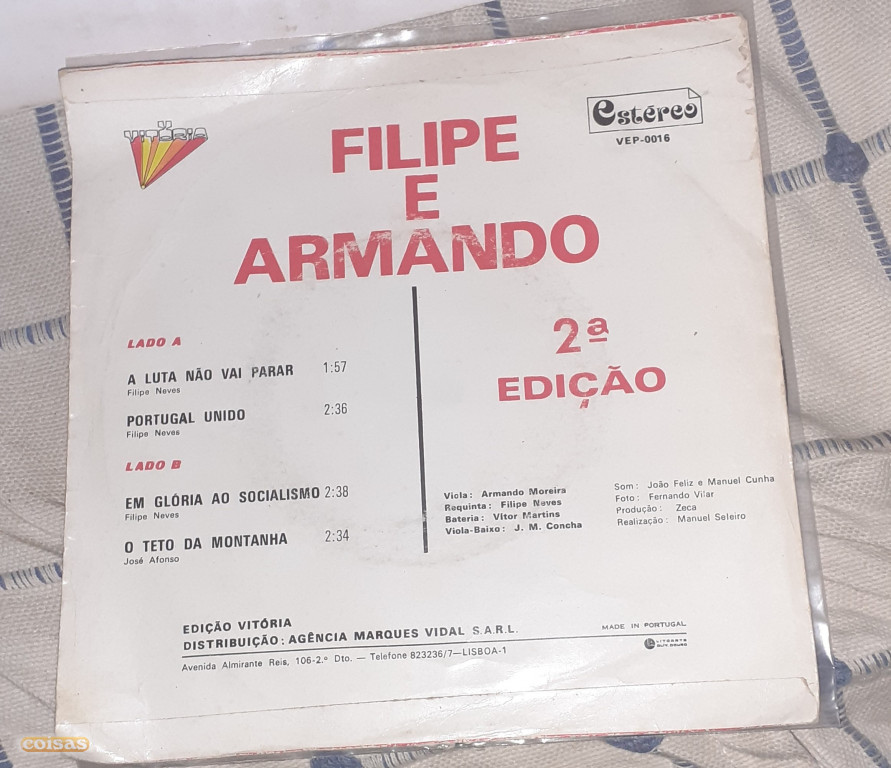 VITÓRIA
Estéreo
VEP-0016
FILIPE
E
ARMANDO
LADO A
A LUTA NÃO VAI PARAR 1:57
Filipe Neves
PORTUGAL UNIDO 2:36
Filipe Neves
LADO B
EM GLÓRIA AO SOCIALISMO 2:38
Filipe Neves
O TETO DA MONTANHA 2:34
José Afonso
2ª
EDIÇÃO
Viola: Armando Moreira
Requinta: Filipe Neves
Bateria: Vítor Martins
Viola-Baixo: J. M. Concha
Som: João Feliz e Manuel Cunha
Foto: Fernando Vilar
Produção: Zeca
Realização: Manuel Seleiro
EDIÇÃO VITÓRIA
DISTRIBUIÇÃO: AGÊNCIA MARQUES VIDAL S.A.R.L.
Avenida Almirante Reis, 106-2.º Dto. — Telefone 823236/7—LISBOA-1
MADE IN PORTUGAL
coisas